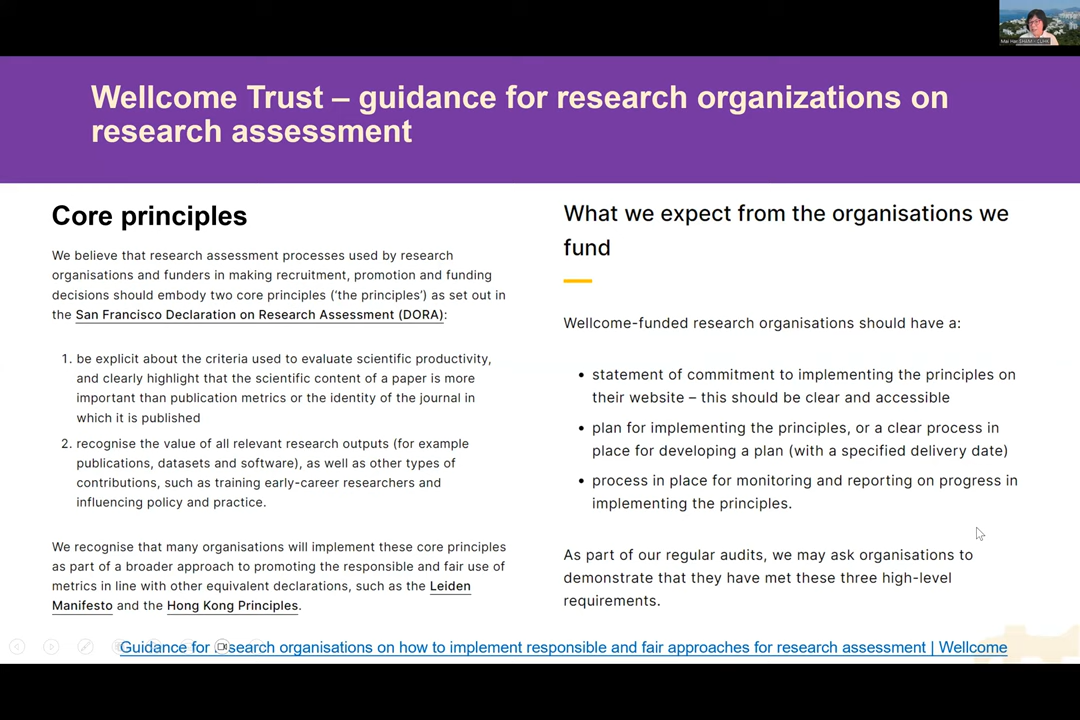 Mai Har SHAM - CUHK
Wellcome Trust – guidance for research organizations on
research assessment
Core principles
We believe that research assessment processes used by research
organisations and funders in making recruitment, promotion and funding
decisions should embody two core principles (‘the principles’) as set out in
the San Francisco Declaration on Research Assessment (DORA):
1. be explicit about the criteria used to evaluate scientific productivity,
and clearly highlight that the scientific content of a paper is more
important than publication metrics or the identity of the journal in
which it is published
2. recognise the value of all relevant research outputs (for example
publications, datasets and software), as well as other types of
contributions, such as training early-career researchers and
influencing policy and practice.
We recognise that many organisations will implement these core principles
as part of a broader approach to promoting the responsible and fair use of
metrics in line with other equivalent declarations, such as the Leiden
Manifesto and the Hong Kong Principles.
What we expect from the organisations we
fund
Wellcome-funded research organisations should have a:
• statement of commitment to implementing the principles on
their website – this should be clear and accessible
• plan for implementing the principles, or a clear process in
place for developing a plan (with a specified delivery date)
• process in place for monitoring and reporting on progress in
implementing the principles.
As part of our regular audits, we may ask organisations to
demonstrate that they have met these three high-level
requirements.
Guidance for research organisations on how to implement responsible and fair approaches for research assessment | Wellcome